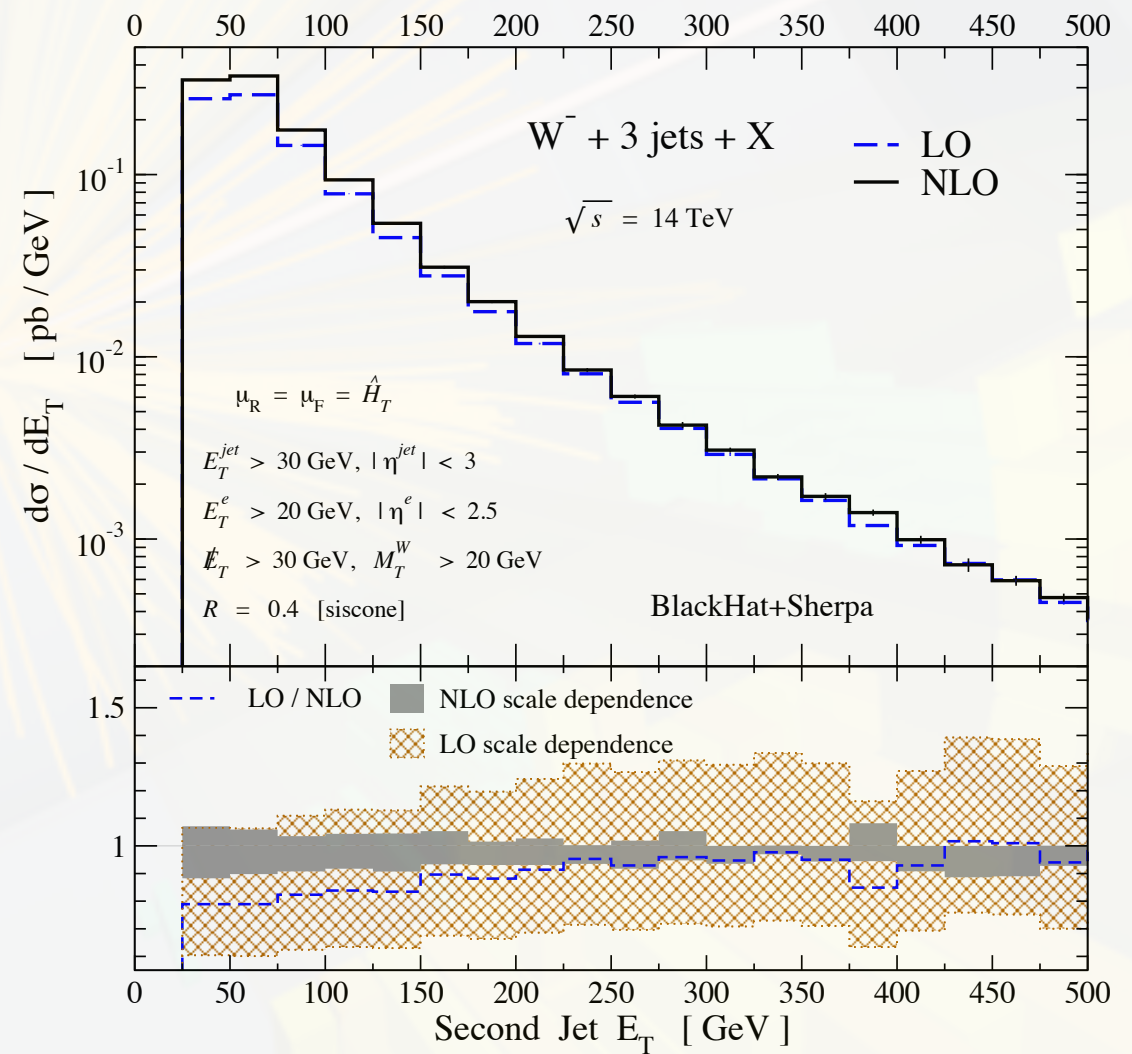 0 50 100 150 200 250 300 350 400 450 500
W⁻ + 3 jets + X
LO
NLO
√s = 14 TeV
10⁻¹
10⁻²
10⁻³
dσ / dE_T [ pb / GeV ]
μ_R = μ_F = Ĥ_T
E_T^jet > 30 GeV, | η^jet | < 3
E_T^e > 20 GeV, | η^e | < 2.5
E̸_T > 30 GeV, M_T^W > 20 GeV
R = 0.4 [siscone]
BlackHat+Sherpa
LO / NLO
NLO scale dependence
LO scale dependence
1.5
1
0 50 100 150 200 250 300 350 400 450 500
Second Jet E_T [ GeV ]